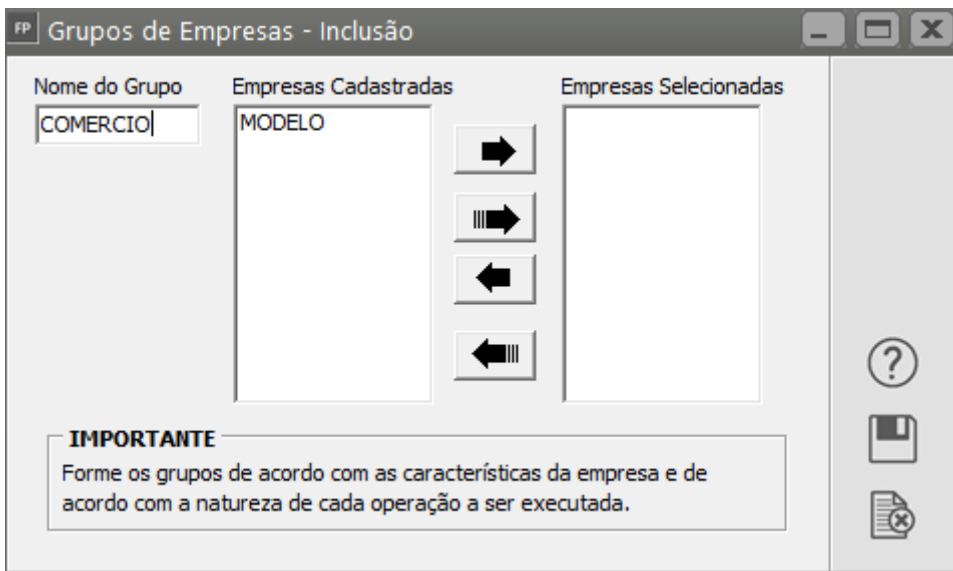 FP Grupos de Empresas - Inclusão
Nome do Grupo
Empresas Cadastradas
Empresas Selecionadas
COMERCIO
MODELO
IMPORTANTE
Forme os grupos de acordo com as características da empresa e de
acordo com a natureza de cada operação a ser executada.